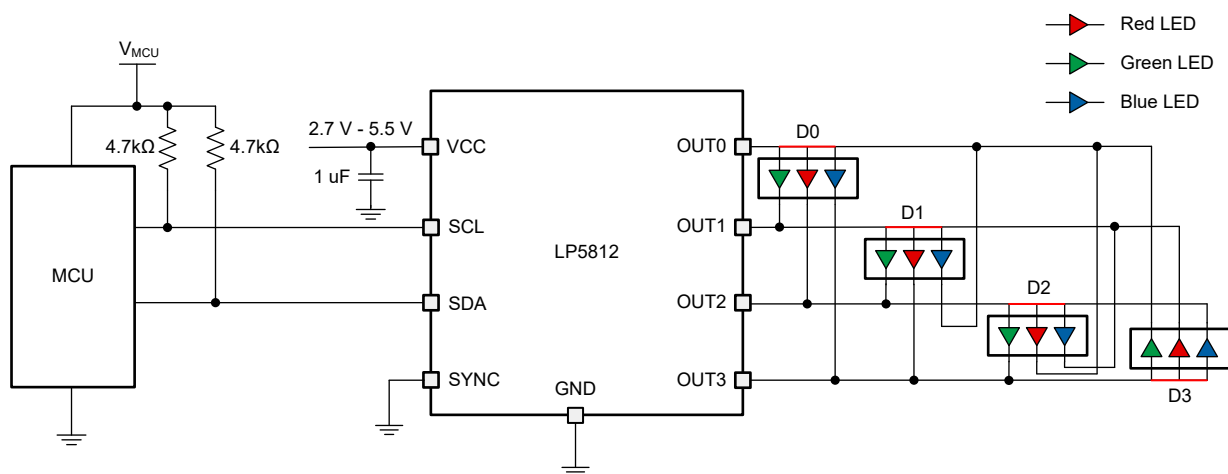 Red LED
Green LED
Blue LED
VMCU
4.7kΩ
4.7kΩ
2.7 V - 5.5 V
1 uF
MCU
VCC
SCL
SDA
SYNC
GND
LP5812
OUT0
OUT1
OUT2
OUT3
D0
D1
D2
D3